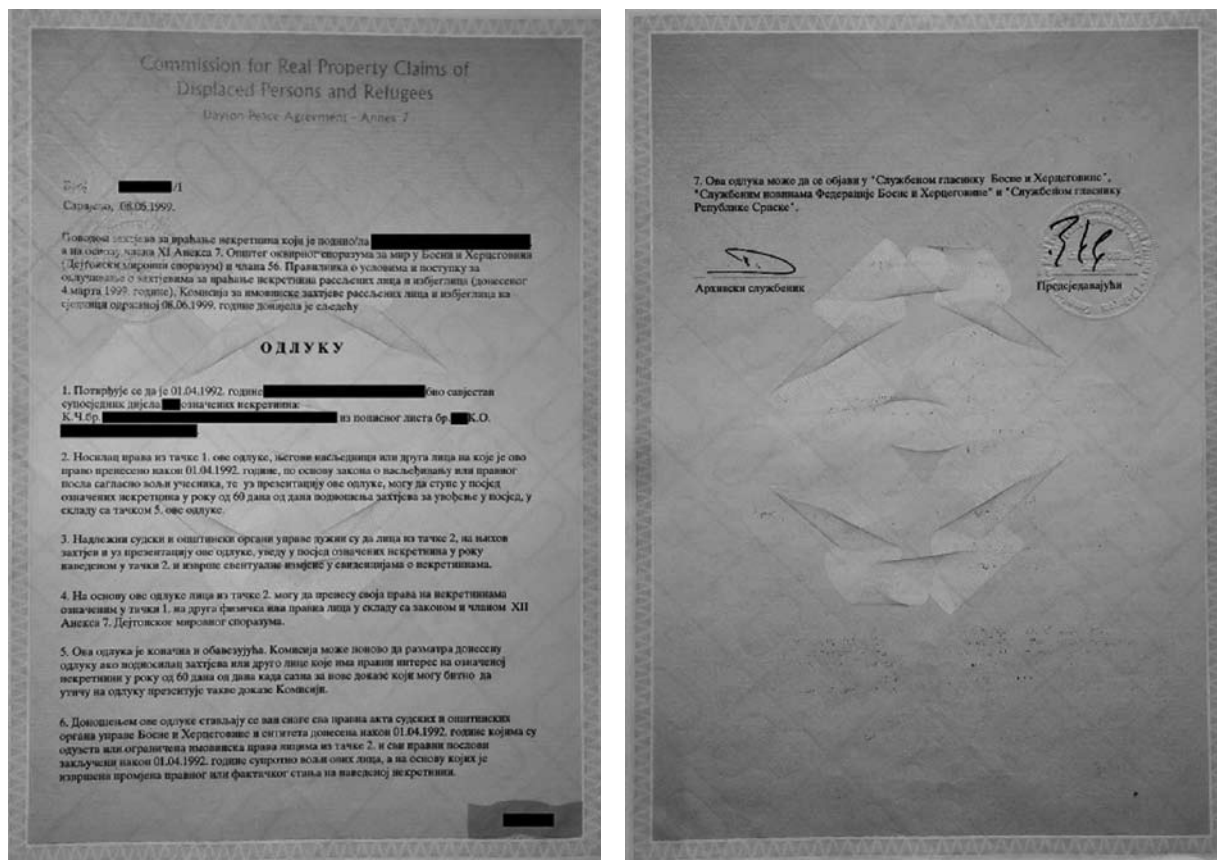 Commission for Real Property Claims of
Displaced Persons and Refugees
Dayton Peace Agreement - Annex 7
Број /1
Сарајево, 08.06.1999.
Поводом захтјева за враћање некретнина који је поднио/ла ,
а на основу члана XI Анекса 7. Општег оквирног споразума за мир у Босни и Херцеговини
(Дејтонски мировни споразум) и члана 56. Правилника о условима и поступку за
одлучивање о захтјевима за враћање некретнина расељених лица и избјеглица (донесеног
4.марта 1999. године), Комисија за имовинске захтјеве расељених лица и избјеглица на
сједници одржаној 08.06.1999. године донијела је сљедећу
ОДЛУКУ
1. Потврђује се да је 01.04.1992. године био савјестан
супосједник дијела означених некретнина:
К.Ч.бр. из пописног листа бр. К.О.
2. Носилац права из тачке 1. ове одлуке, његови насљедници или друга лица на које је ово
право пренесено након 01.04.1992. године, по основу закона о насљеђивању или правног
посла сагласно вољи учесника, те уз презентацију ове одлуке, могу да ступе у посјед
означених некретнина у року од 60 дана од дана подношења захтјева за увођење у посјед, у
складу са тачком 5. ове одлуке.
3. Надлежни судски и општински органи управе дужни су да лица из тачке 2, на њихов
захтјев и уз презентацију ове одлуке, уведу у посјед означених некретнина у року
наведеном у тачки 2. и изврше евентуалне измјене у евиденцијама о некретнинама.
4. На основу ове одлуке лица из тачке 2. могу да пренесу своја права на некретнинама
означеним у тачки 1. на друга физичка или правна лица у складу са законом и чланом XII
Анекса 7. Дејтонског мировног споразума.
5. Ова одлука је коначна и обавезујућа. Комисија може поново да разматра донесену
одлуку ако подносилац захтјева или друго лице које има правни интерес на означеној
некретнини у року од 60 дана од дана када сазна за нове доказе који могу битно да
утичу на одлуку презентује такве доказе Комисији.
6. Доношењем ове одлуке стављају се ван снаге сва правна акта судских и општинских
органа управе Босне и Херцеговине и ентитета донесена након 01.04.1992. године којима су
одузета или ограничена имовинска права лицима из тачке 2. и сви правни послови
закључени након 01.04.1992. године супротно вољи ових лица, а на основу којих је
извршена промјена правног или фактичког стања на наведеној некретнини.
7. Ова одлука може да се објави у "Службеном гласнику Босне и Херцеговине",
"Службеним новинама Федерације Босне и Херцеговине" и "Службеном гласнику
Републике Српске".
Архивски службеник
Предсједавајући